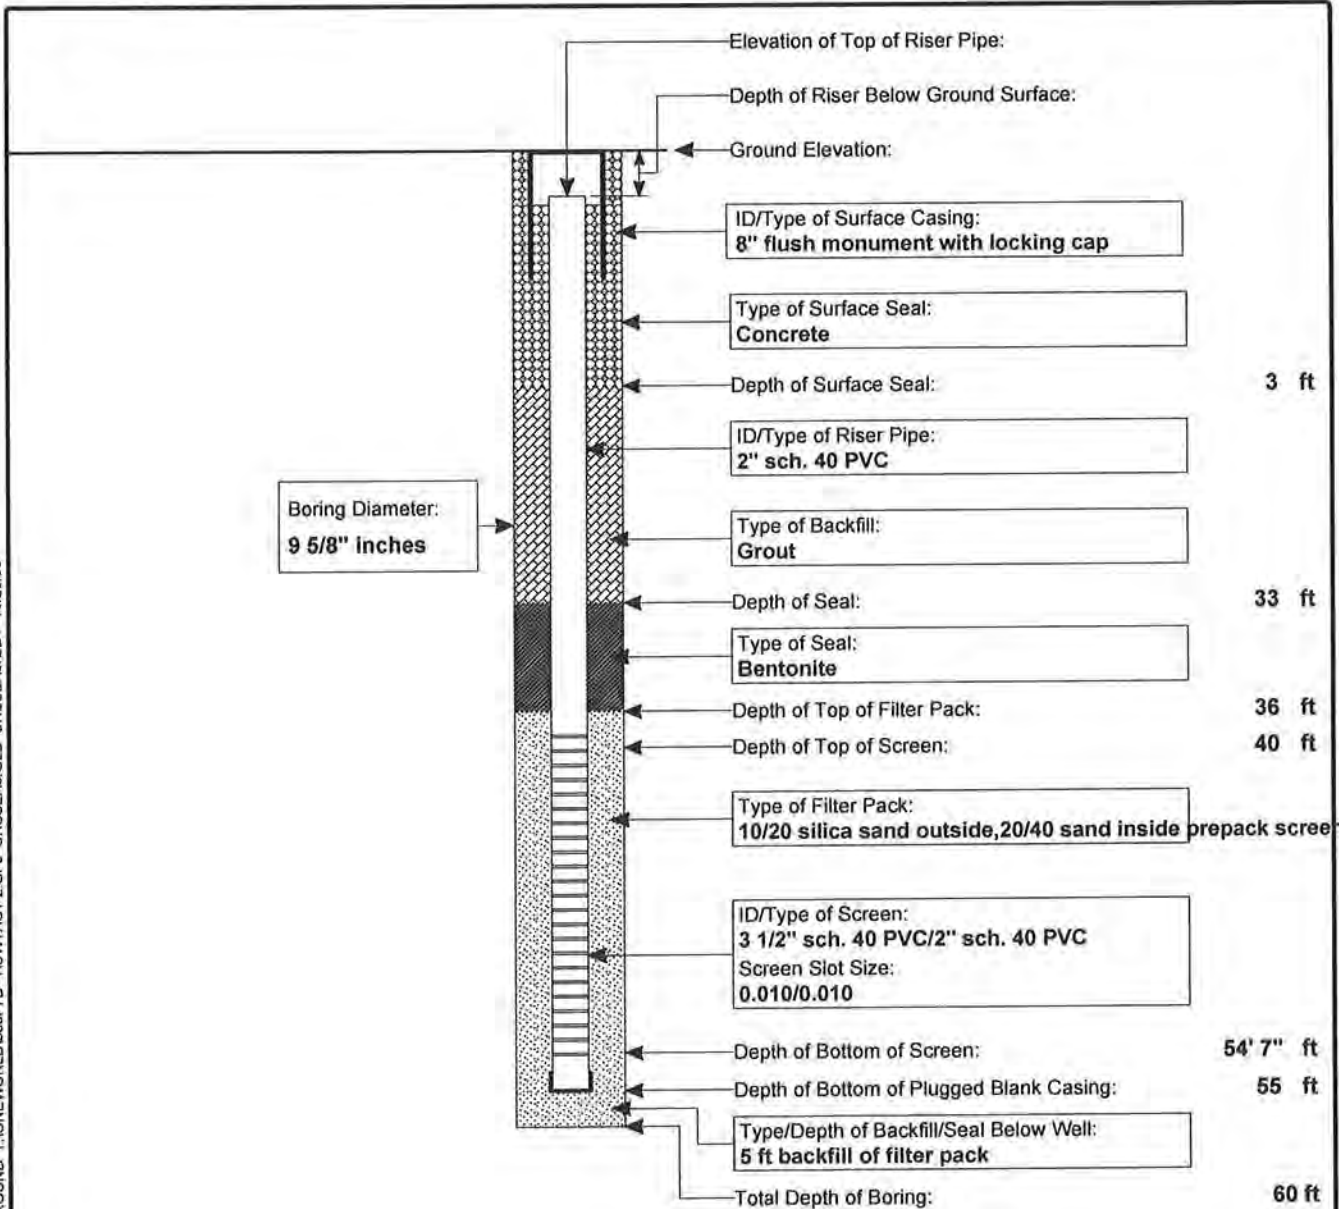 Elevation of Top of Riser Pipe:
Depth of Riser Below Ground Surface:
Ground Elevation:
ID/Type of Surface Casing:
8" flush monument with locking cap
Type of Surface Seal:
Concrete
Depth of Surface Seal: 3 ft
ID/Type of Riser Pipe:
2" sch. 40 PVC
Boring Diameter:
9 5/8" inches
Type of Backfill:
Grout
Depth of Seal: 33 ft
Type of Seal:
Bentonite
Depth of Top of Filter Pack: 36 ft
Depth of Top of Screen: 40 ft
Type of Filter Pack:
10/20 silica sand outside,20/40 sand inside prepack scree
ID/Type of Screen:
3 1/2" sch. 40 PVC/2" sch. 40 PVC
Screen Slot Size:
0.010/0.010
Depth of Bottom of Screen: 54' 7" ft
Depth of Bottom of Plugged Blank Casing: 55 ft
Type/Depth of Backfill/Seal Below Well:
5 ft backfill of filter pack
Total Depth of Boring: 60 ft